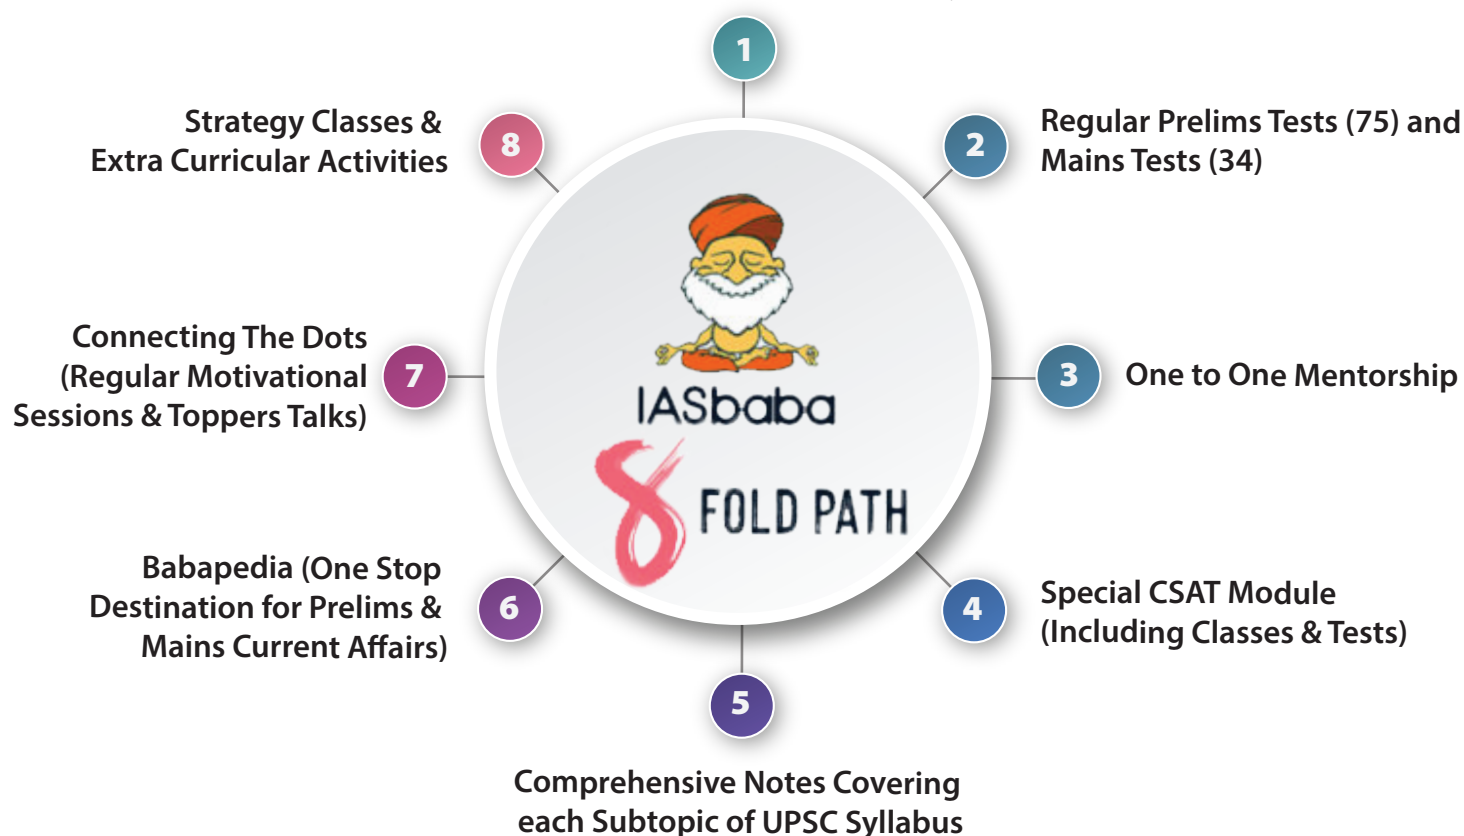 1
2
Regular Prelims Tests (75) and
Mains Tests (34)
3
One to One Mentorship
4
Special CSAT Module
(Including Classes & Tests)
5
Comprehensive Notes Covering
each Subtopic of UPSC Syllabus
6
Babapedia (One Stop
Destination for Prelims &
Mains Current Affairs)
7
Connecting The Dots
(Regular Motivational
Sessions & Toppers Talks)
8
Strategy Classes &
Extra Curricular Activities
IASbaba
8 FOLD PATH